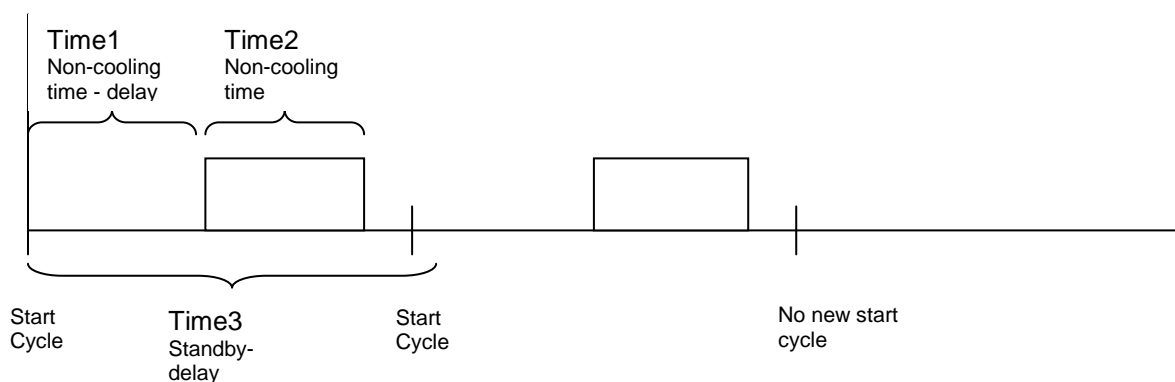 Time1
Non-cooling
time - delay
Time2
Non-cooling
time
Start
Cycle
Time3
Standby-
delay
Start
Cycle
No new start
cycle